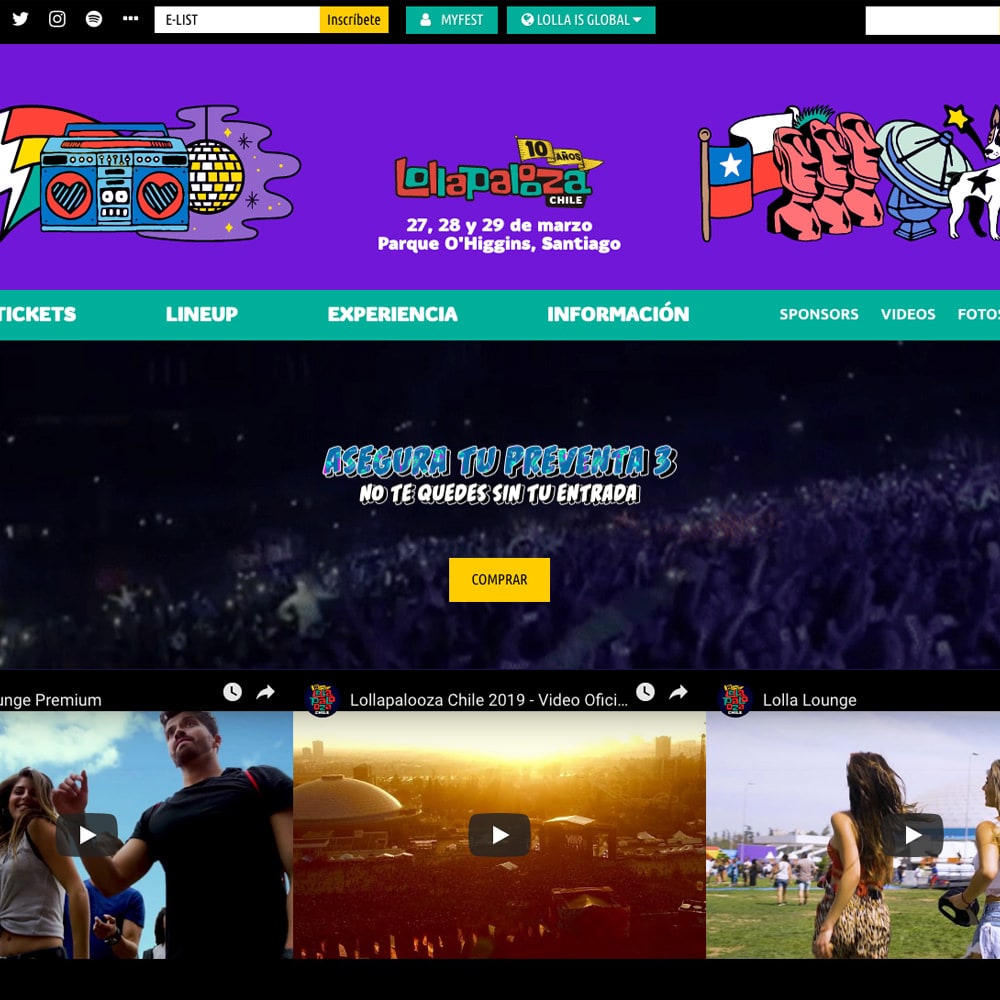 E-LIST
Inscríbete
MYFEST
LOLLA IS GLOBAL
10 AÑOS
Lollapalooza
CHILE
27, 28 y 29 de marzo
Parque O'Higgins, Santiago
TICKETS
LINEUP
EXPERIENCIA
INFORMACIÓN
SPONSORS
VIDEOS
FOTOS
ASEGURA TU PREVENTA 3
NO TE QUEDES SIN TU ENTRADA
COMPRAR
unge Premium
Lollapalooza Chile 2019 - Video Ofici...
Lolla Lounge